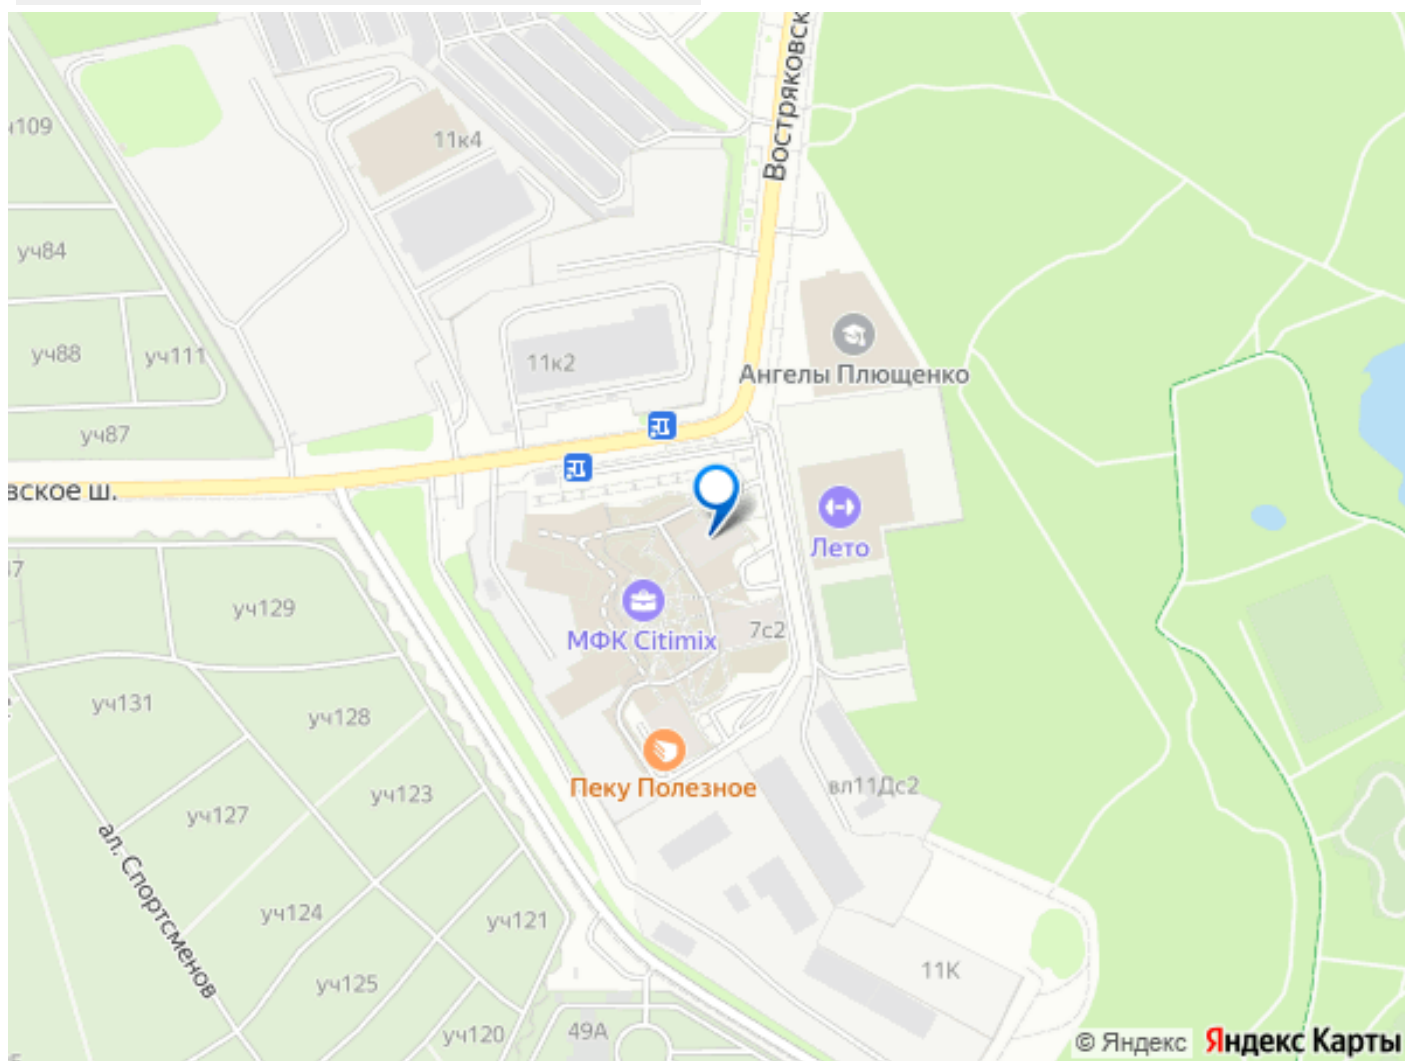 Востряковск
11к4
ч109
уч84
уч88
уч111
11к2
Ангелы Плющенко
уч87
вское ш.
Лето
уч129
7с2
МФК Citimix
уч131
уч128
Пеку Полезное
вл11Дс2
уч123
уч127
ал. Спортсменов
уч124
уч121
11К
уч125
уч120
49А
© Яндекс
Яндекс Карты